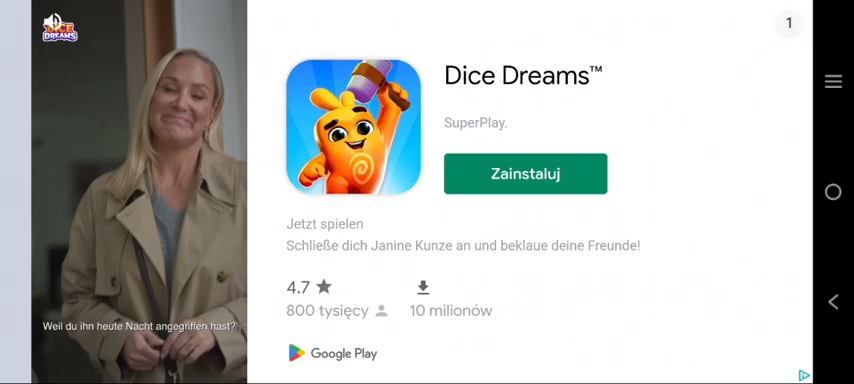 DICE
DREAMS
1
Dice Dreams™
SuperPlay.
Zainstaluj
Jetzt spielen
Schließe dich Janine Kunze an und beklaue deine Freunde!
4.7
800 tysięcy
10 milionów
Weil du ihn heute Nacht angegriffen hast?
Google Play